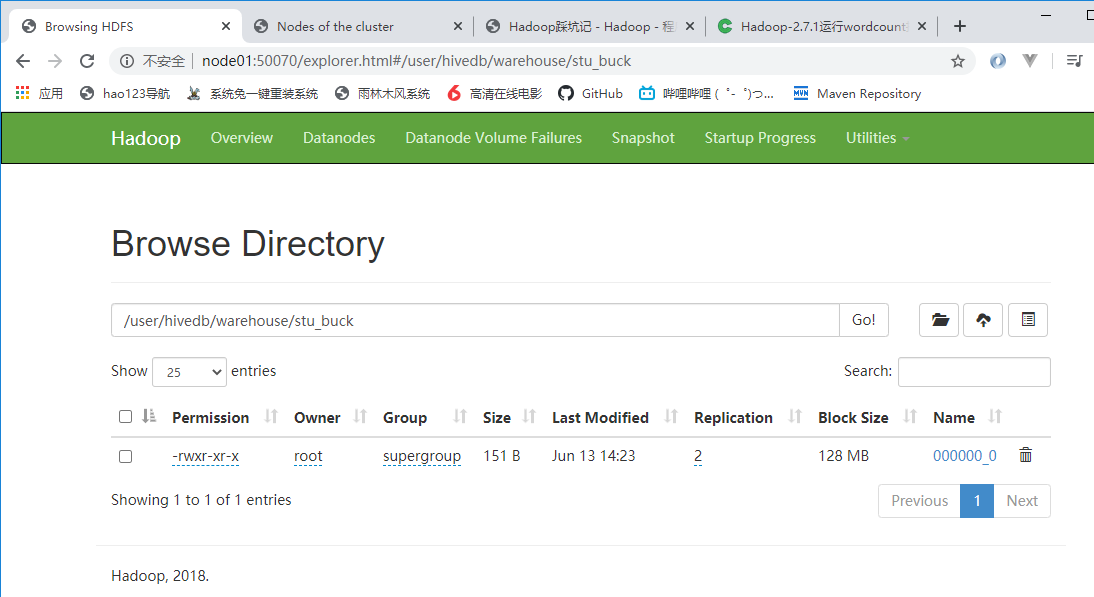 Browsing HDFS
Nodes of the cluster
Hadoop踩坑记 - Hadoop - 程
Hadoop-2.7.1运行wordcount
不安全 node01:50070/explorer.html#/user/hivedb/warehouse/stu_buck
应用 hao123导航 系统兔一键重装系统 雨林木风系统 高清在线电影 GitHub 哔哩哔哩 ( ゜- ゜)つ... Maven Repository
Hadoop Overview Datanodes Datanode Volume Failures Snapshot Startup Progress Utilities
Browse Directory
/user/hivedb/warehouse/stu_buck Go!
Show 25 entries Search:
Permission Owner Group Size Last Modified Replication Block Size Name
-rwxr-xr-x root supergroup 151 B Jun 13 14:23 2 128 MB 000000_0
Showing 1 to 1 of 1 entries Previous 1 Next
Hadoop, 2018.